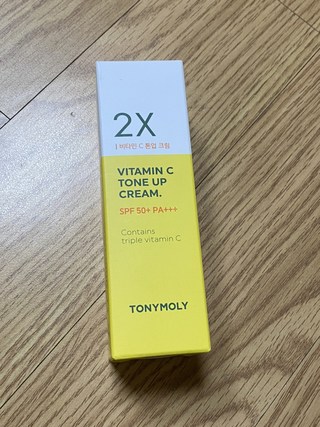 2X
| 비타민 C 톤업 크림
VITAMIN C
TONE UP
CREAM.
SPF 50+ PA+++
Contains
triple vitamin C
TONYMOLY